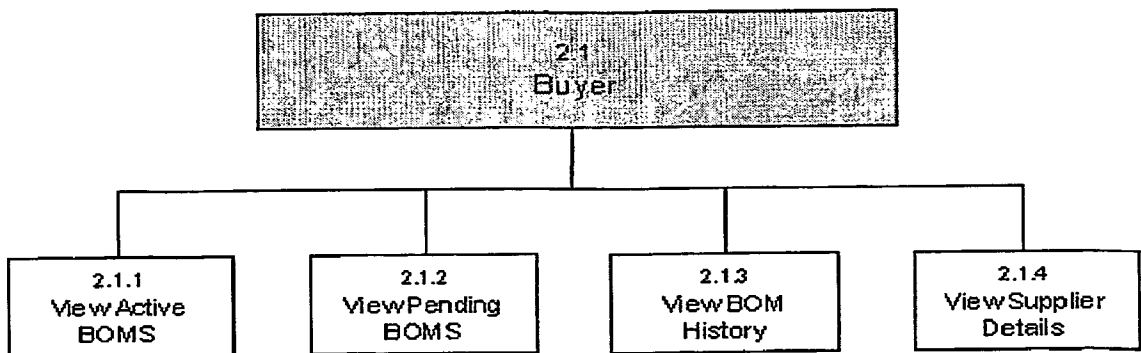 2.1
Buyer
2.1.1
View Active
BOMS
2.1.2
View Pending
BOMS
2.1.3
View BOM
History
2.1.4
View Supplier
Details